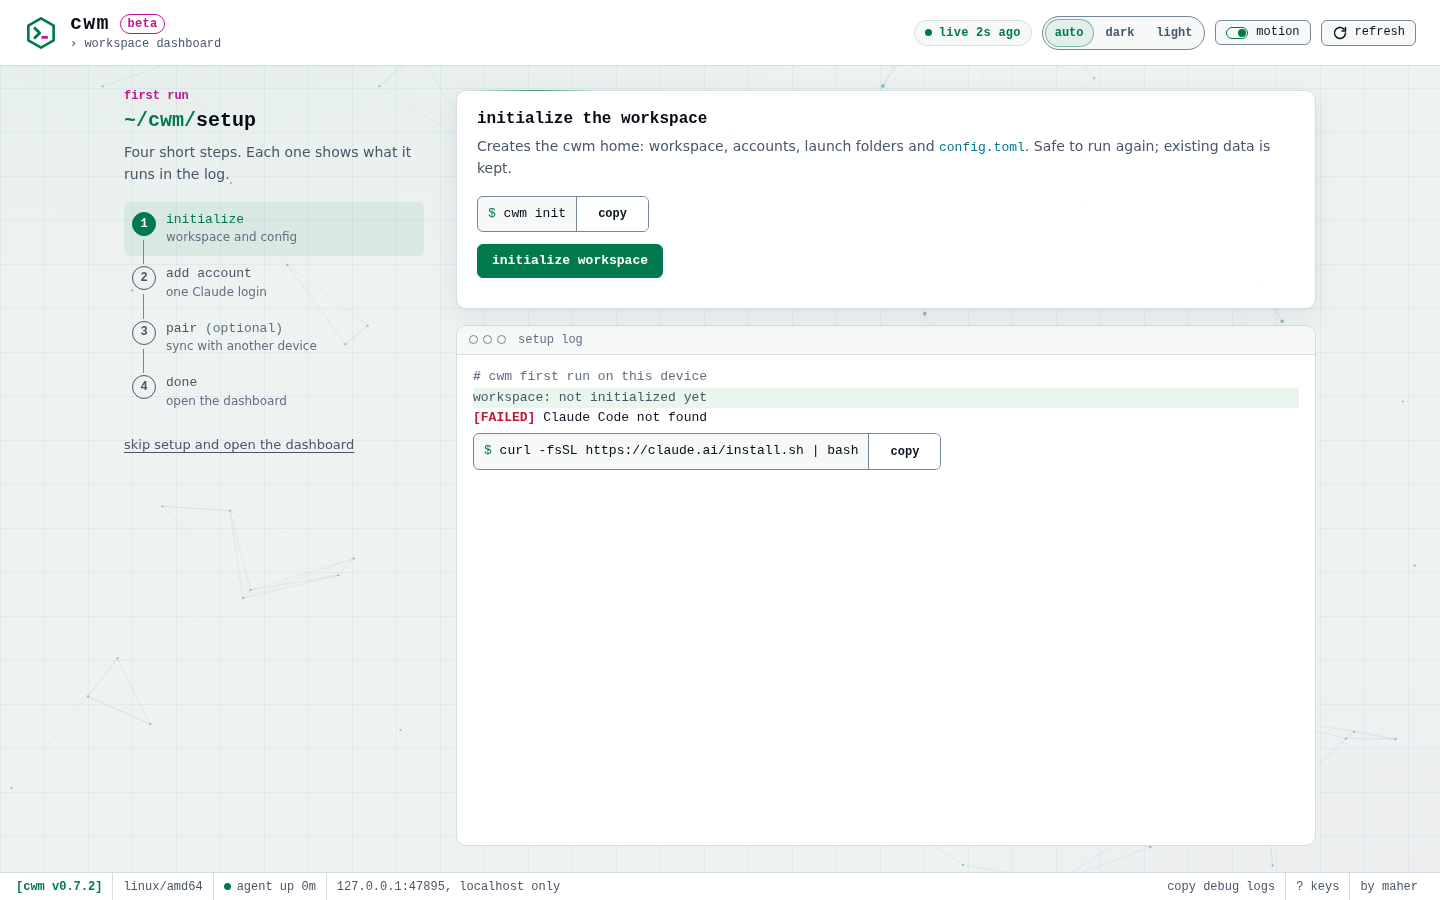 cwm beta
› workspace dashboard
live 2s ago
auto dark light
motion
refresh
first run
~/cwm/setup
Four short steps. Each one shows what it
runs in the log.
1 initialize
workspace and config
2 add account
one Claude login
3 pair (optional)
sync with another device
4 done
open the dashboard
skip setup and open the dashboard
initialize the workspace
Creates the cwm home: workspace, accounts, launch folders and config.toml. Safe to run again; existing data is
kept.
$ cwm init copy
initialize workspace
setup log
# cwm first run on this device
workspace: not initialized yet
[FAILED] Claude Code not found
$ curl -fsSL https://claude.ai/install.sh | bash copy
[cwm v0.7.2] linux/amd64 agent up 0m 127.0.0.1:47895, localhost only copy debug logs ? keys by maher